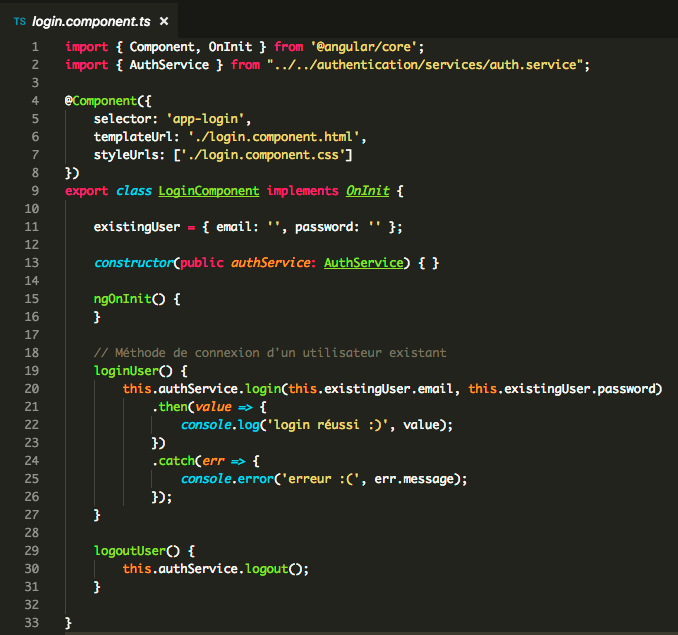 TS login.component.ts ×
1 import { Component, OnInit } from '@angular/core';
2 import { AuthService } from "../../authentication/services/auth.service";
3
4 @Component({
5     selector: 'app-login',
6     templateUrl: './login.component.html',
7     styleUrls: ['./login.component.css']
8 })
9 export class LoginComponent implements OnInit {
10
11     existingUser = { email: '', password: '' };
12
13     constructor(public authService: AuthService) { }
14
15     ngOnInit() {
16     }
17
18     // Méthode de connexion d'un utilisateur existant
19     loginUser() {
20         this.authService.login(this.existingUser.email, this.existingUser.password)
21             .then(value => {
22                 console.log('login réussi :)', value);
23             })
24             .catch(err => {
25                 console.error('erreur :(', err.message);
26             });
27     }
28
29     logoutUser() {
30         this.authService.logout();
31     }
32
33 }